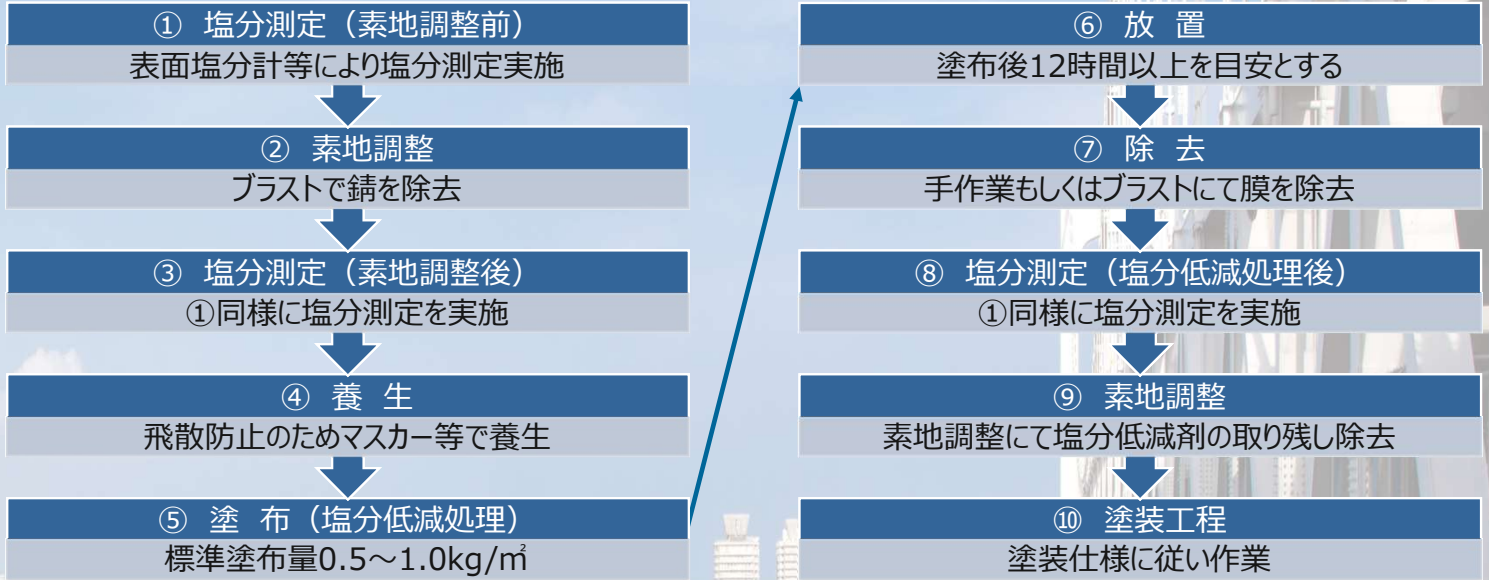 ① 塩分測定（素地調整前）
表面塩分計等により塩分測定実施
② 素地調整
ブラストで錆を除去
③ 塩分測定（素地調整後）
①同様に塩分測定を実施
④ 養 生
飛散防止のためマスカー等で養生
⑤ 塗 布（塩分低減処理）
標準塗布量0.5～1.0kg/㎡
⑥ 放 置
塗布後12時間以上を目安とする
⑦ 除 去
手作業もしくはブラストにて膜を除去
⑧ 塩分測定（塩分低減処理後）
①同様に塩分測定を実施
⑨ 素地調整
素地調整にて塩分低減剤の取り残し除去
⑩ 塗装工程
塗装仕様に従い作業